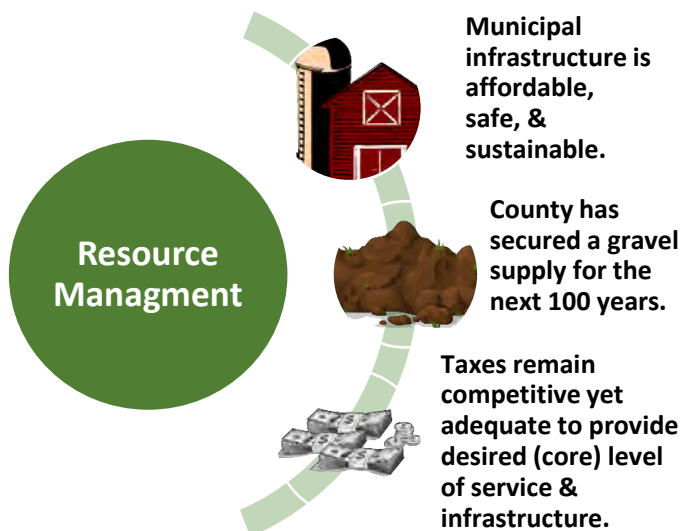 Municipal
infrastructure is
affordable,
safe, &
sustainable.
Resource
Managment
County has
secured a gravel
supply for the
next 100 years.
Taxes remain
competitive yet
adequate to provide
desired (core) level
of service &
infrastructure.